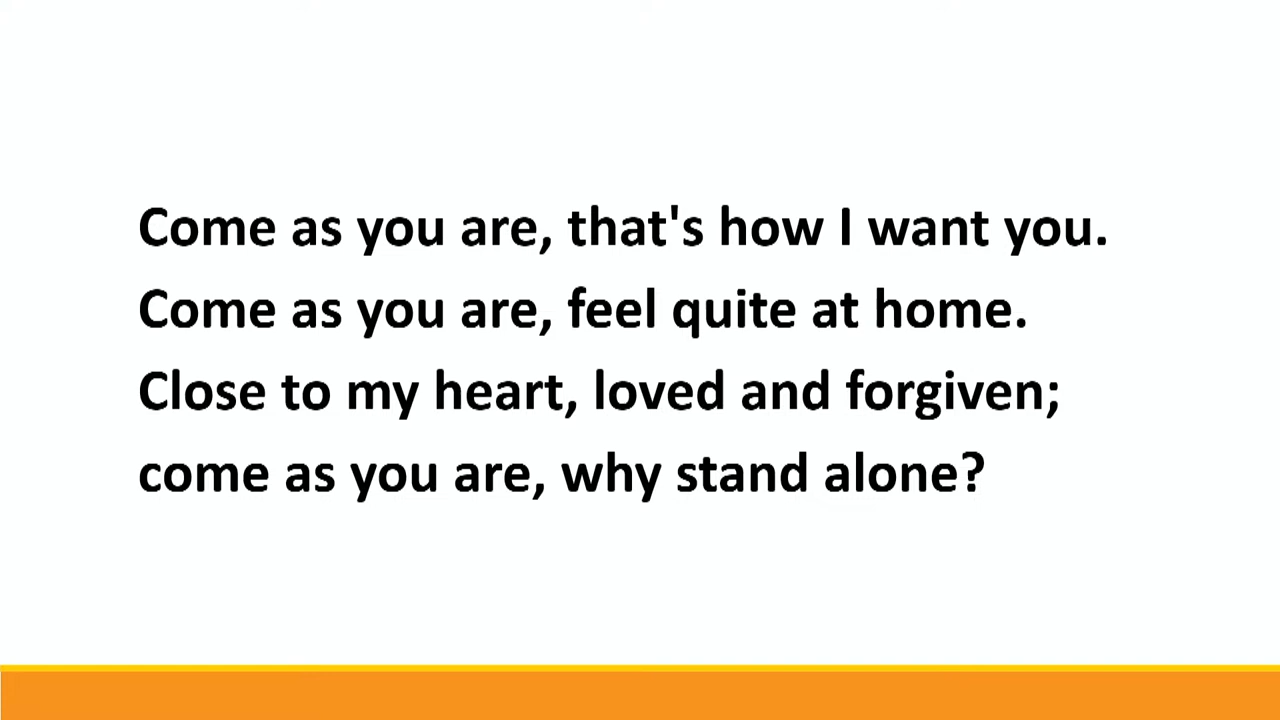 Come as you are, that's how I want you.
Come as you are, feel quite at home.
Close to my heart, loved and forgiven;
come as you are, why stand alone?